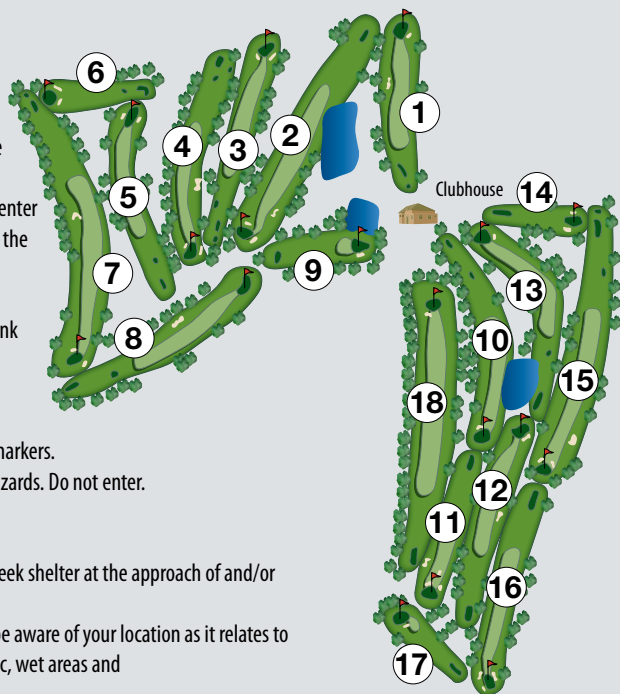 6
1
4
3
2
e
5
Clubhouse
14
enter
the
9
7
13
nk
8
10
15
18
markers.
zards. Do not enter.
12
11
eek shelter at the approach of and/or
16
be aware of your location as it relates to
c, wet areas and
17